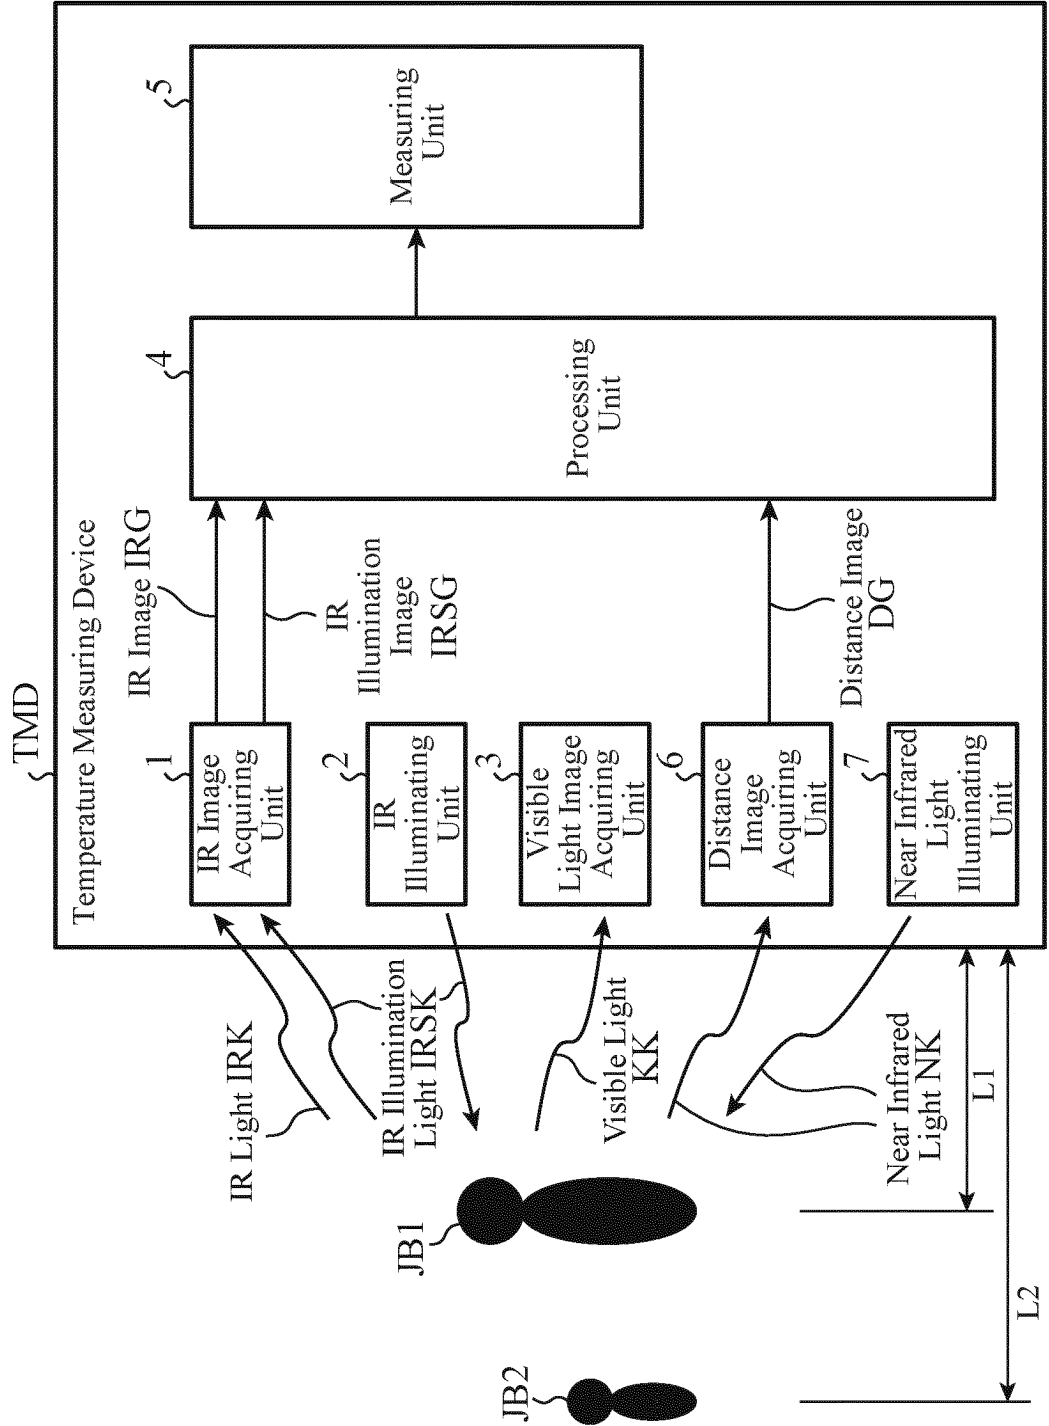 TMD
Temperature Measuring Device
IR Light IRK
IR Illumination
Light IRSK
Visible Light
KK
Near Infrared
Light NK
JB1
JB2
L1
L2
1
IR Image
Acquiring
Unit
2
IR
Illuminating
Unit
3
Visible
Light Image
Acquiring
Unit
6
Distance
Image
Acquiring
Unit
7
Near Infrared
Light
Illuminating
Unit
IR Image IRG
IR
Illumination
Image
IRSG
Distance Image
DG
4
Processing
Unit
5
Measuring
Unit